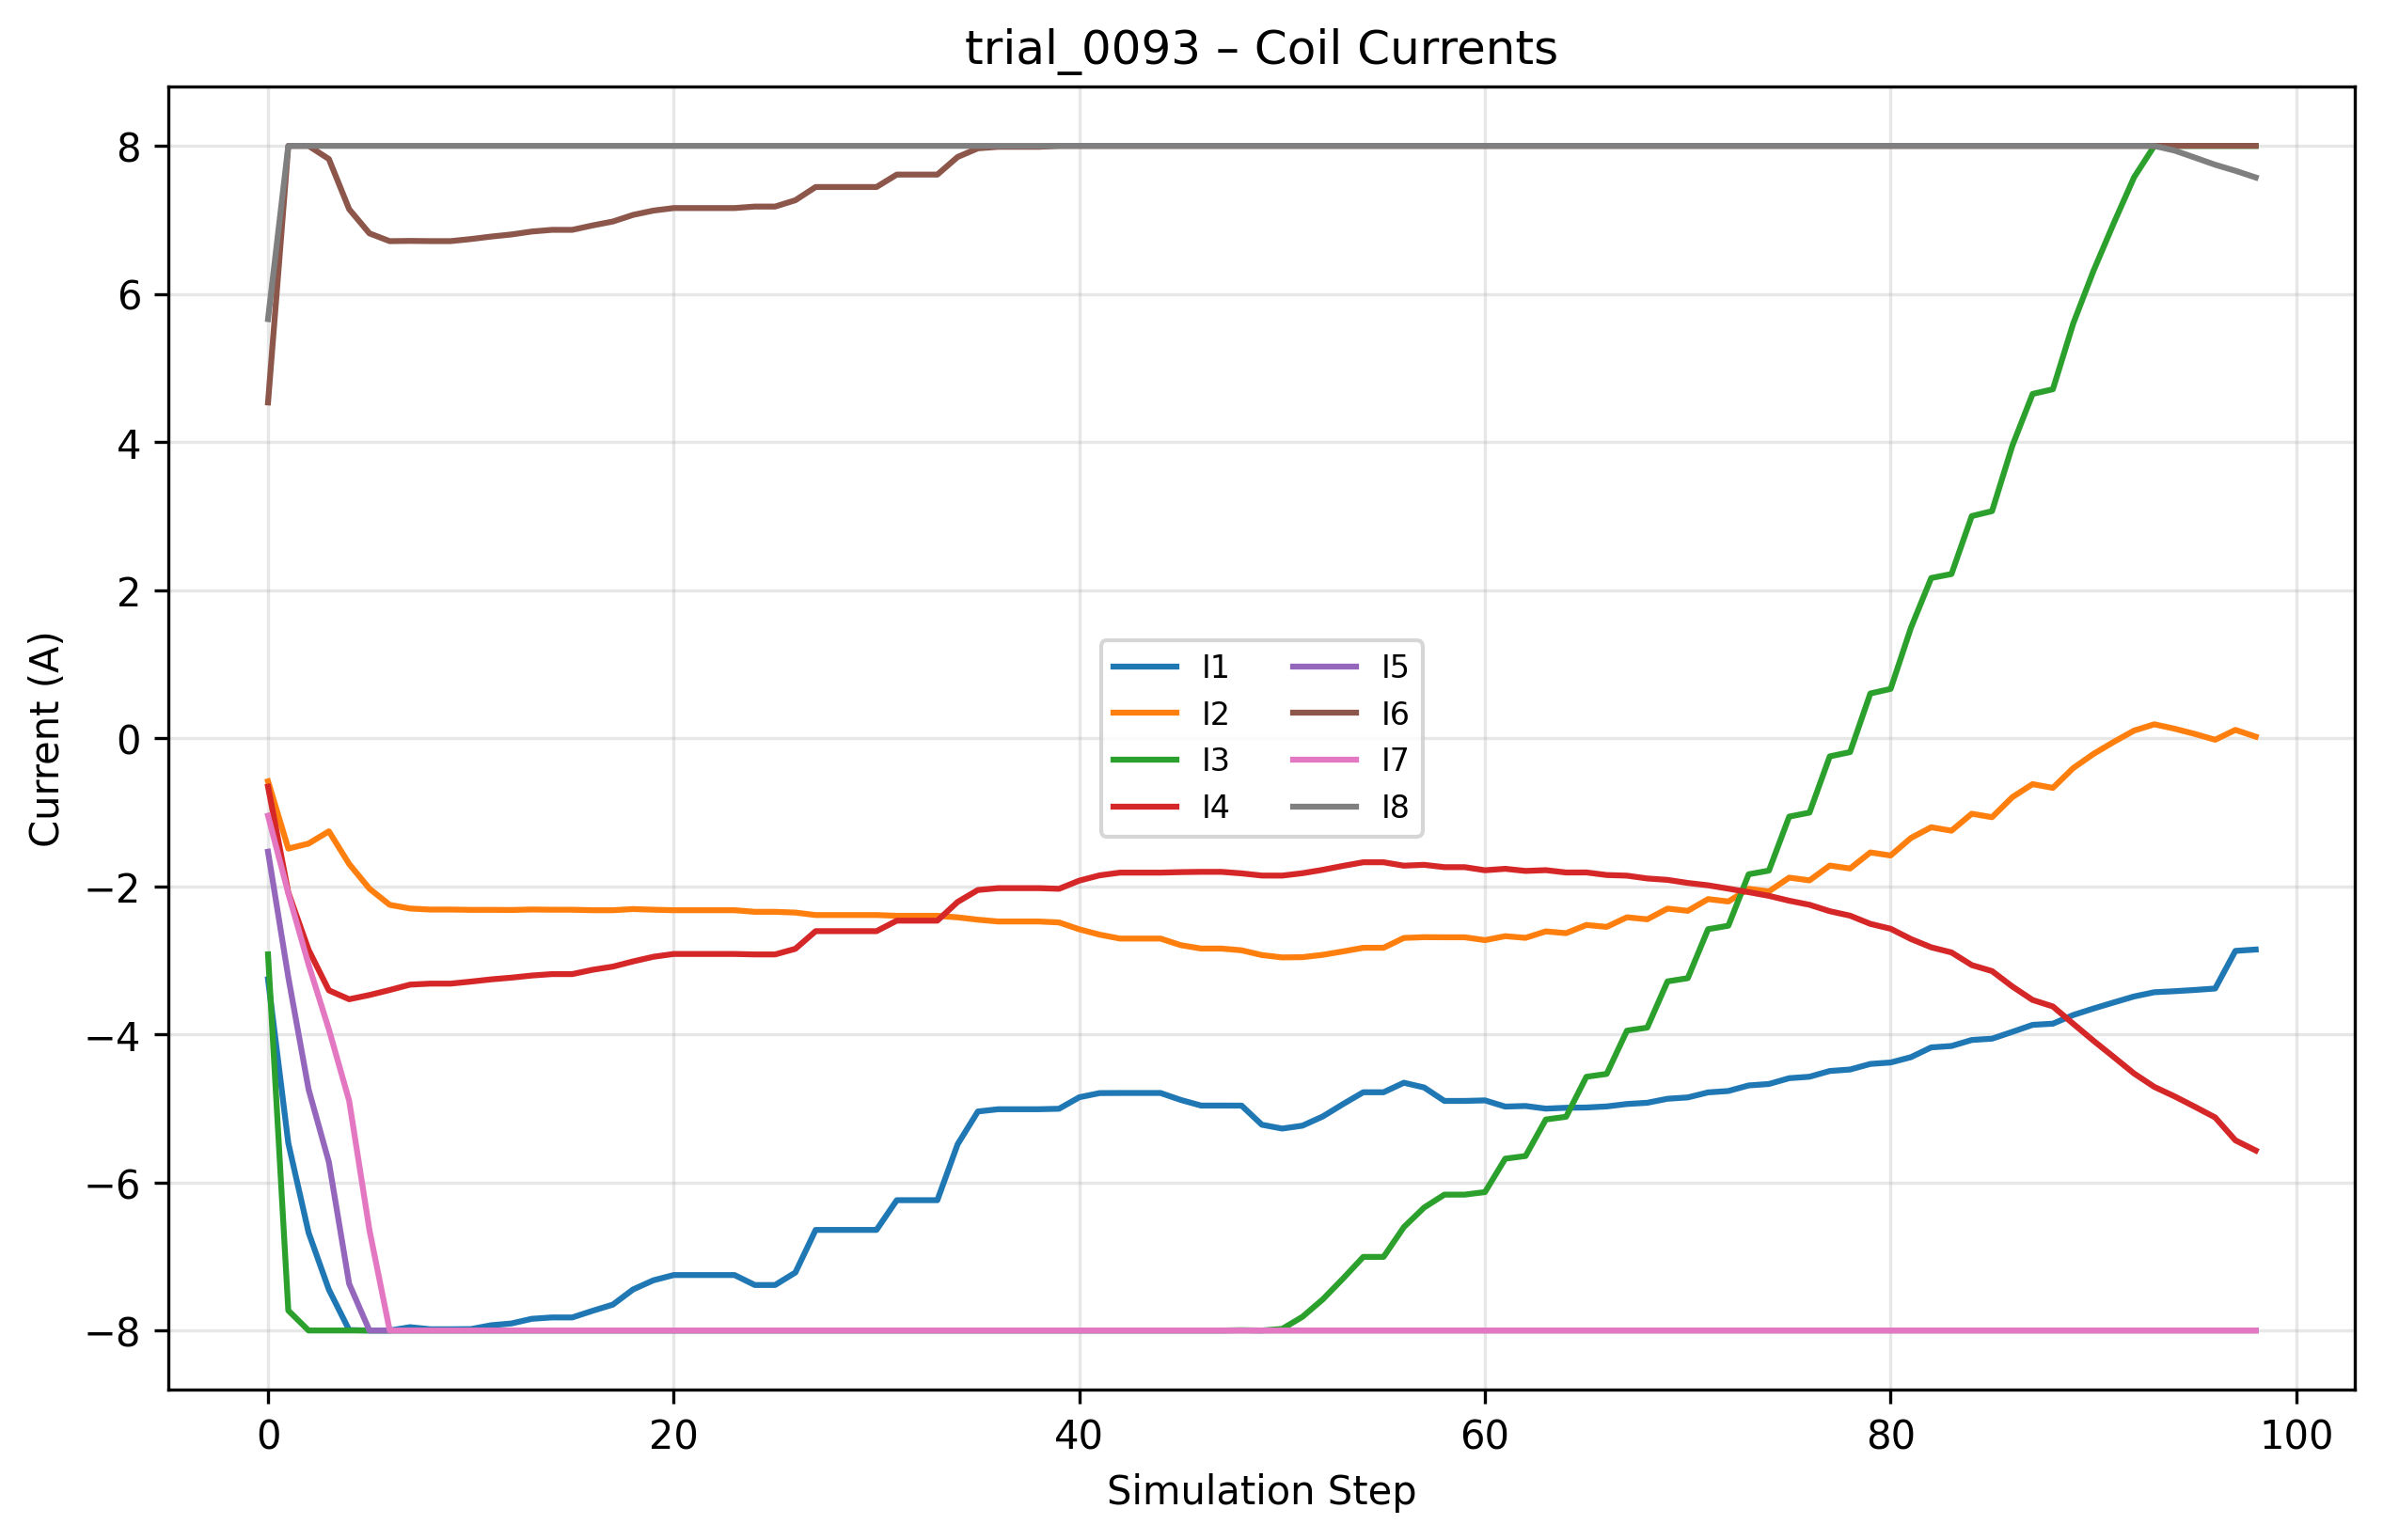 trial_0093 – Coil Currents
Current (A)
8
6
4
2
0
−2
−4
−6
−8
I1
I2
I3
I4
I5
I6
I7
I8
0
20
40
60
80
100
Simulation Step